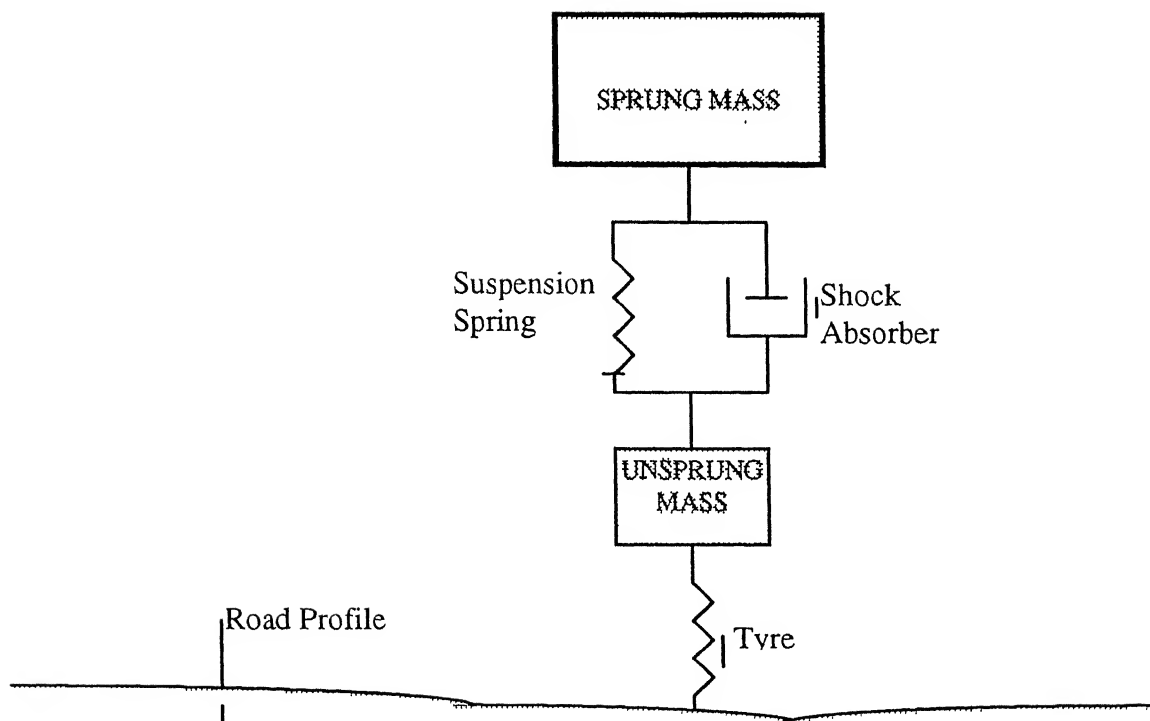 SPRUNG MASS
Suspension
Spring
Shock
Absorber
UNSPRUNG
MASS
Road Profile
Tyre